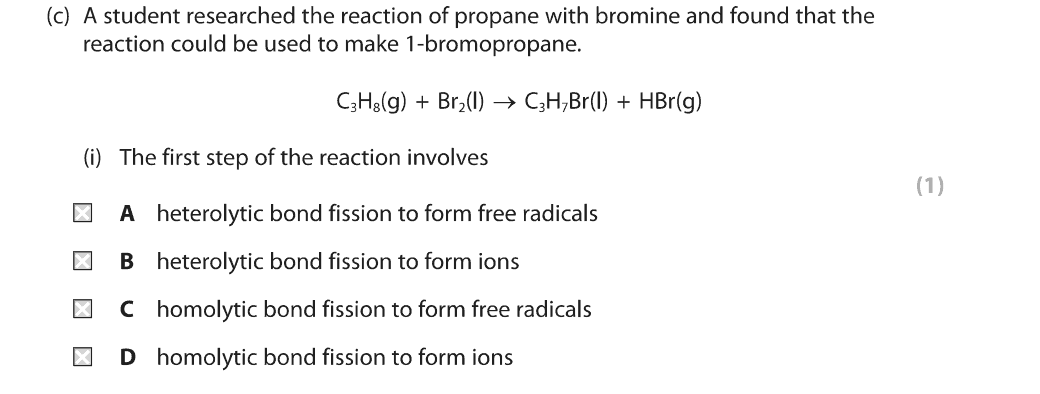 (c) A student researched the reaction of propane with bromine and found that the
reaction could be used to make 1-bromopropane.
C₃H₈(g) + Br₂(l) → C₃H₇Br(l) + HBr(g)
(i) The first step of the reaction involves
(1)
A heterolytic bond fission to form free radicals
B heterolytic bond fission to form ions
C homolytic bond fission to form free radicals
D homolytic bond fission to form ions